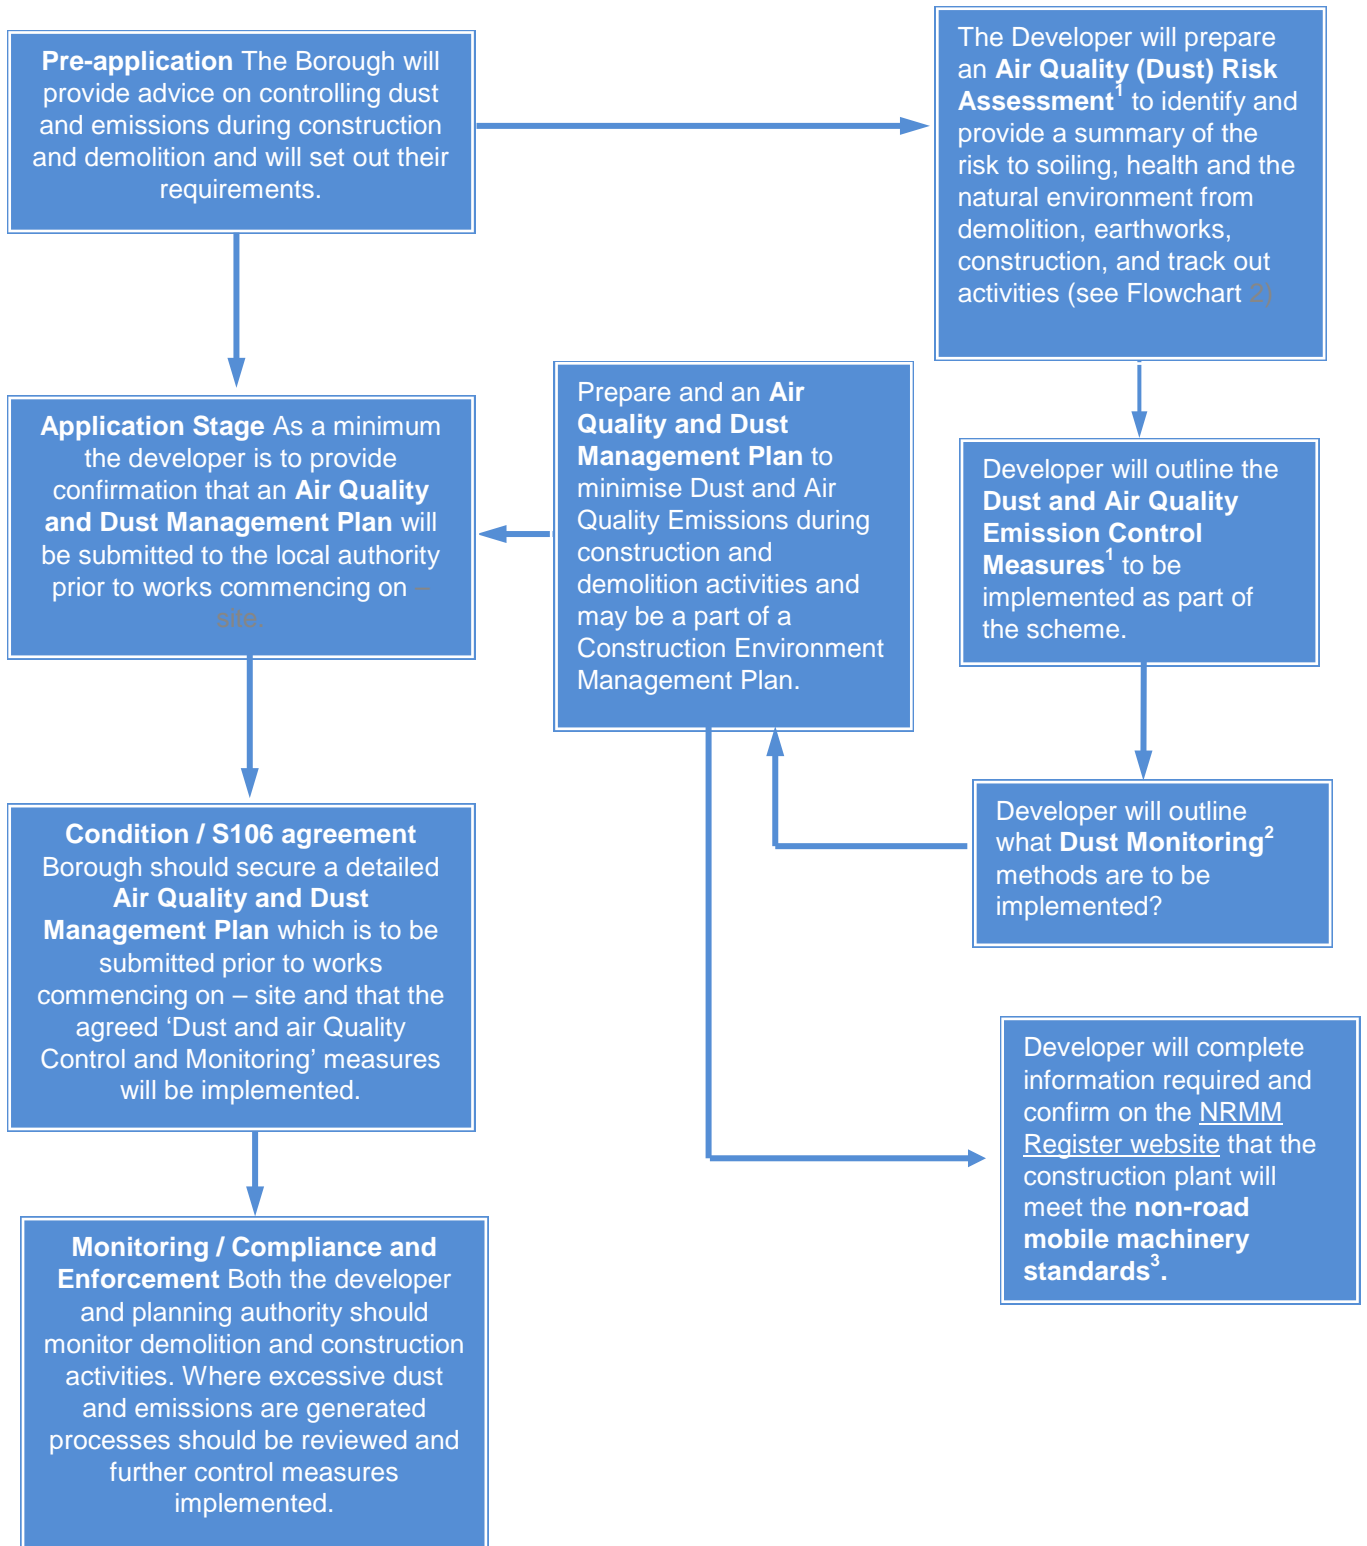 Pre-application The Borough will
provide advice on controlling dust
and emissions during construction
and demolition and will set out their
requirements.
The Developer will prepare
an Air Quality (Dust) Risk
Assessment1 to identify and
provide a summary of the
risk to soiling, health and the
natural environment from
demolition, earthworks,
construction, and track out
activities (see Flowchart 2)
Application Stage As a minimum
the developer is to provide
confirmation that an Air Quality
and Dust Management Plan will
be submitted to the local authority
prior to works commencing on –
site.
Prepare and an Air
Quality and Dust
Management Plan to
minimise Dust and Air
Quality Emissions during
construction and
demolition activities and
may be a part of a
Construction Environment
Management Plan.
Developer will outline the
Dust and Air Quality
Emission Control
Measures1 to be
implemented as part of
the scheme.
Developer will outline
what Dust Monitoring2
methods are to be
implemented?
Condition / S106 agreement
Borough should secure a detailed
Air Quality and Dust
Management Plan which is to be
submitted prior to works
commencing on – site and that the
agreed ‘Dust and air Quality
Control and Monitoring’ measures
will be implemented.
Developer will complete
information required and
confirm on the NRMM
Register website that the
construction plant will
meet the non-road
mobile machinery
standards3.
Monitoring / Compliance and
Enforcement Both the developer
and planning authority should
monitor demolition and construction
activities. Where excessive dust
and emissions are generated
processes should be reviewed and
further control measures
implemented.